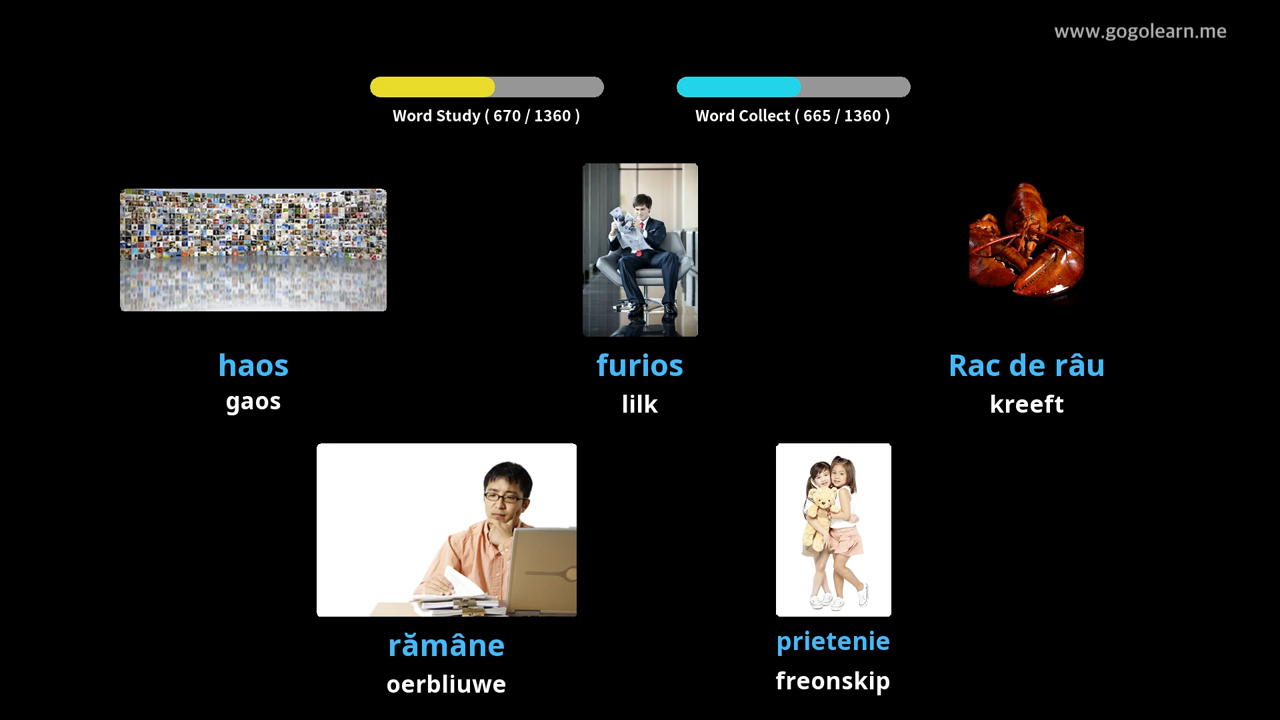 www.gogolearn.me
Word Study ( 670 / 1360 )
Word Collect ( 665 / 1360 )
haos
gaos
furios
lilk
Rac de râu
kreeft
rămâne
oerbliuwe
prietenie
freonskip